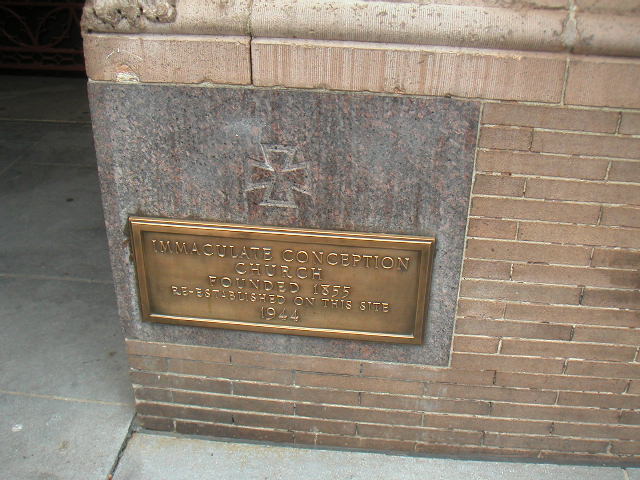 IMMACULATE CONCEPTION
CHURCH
FOUNDED 1855
RE-ESTABLISHED ON THIS SITE
1944